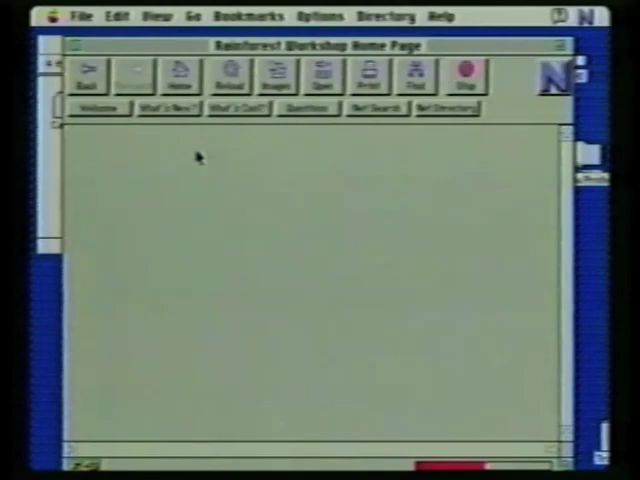 File Edit View Go Bookmarks Options Directory Help
Rainforest Workshop Home Page
Back Home Reload Images Open Print Find Stop
N
Welcome What's New? What's Cool? Questions Net Search Net Directory